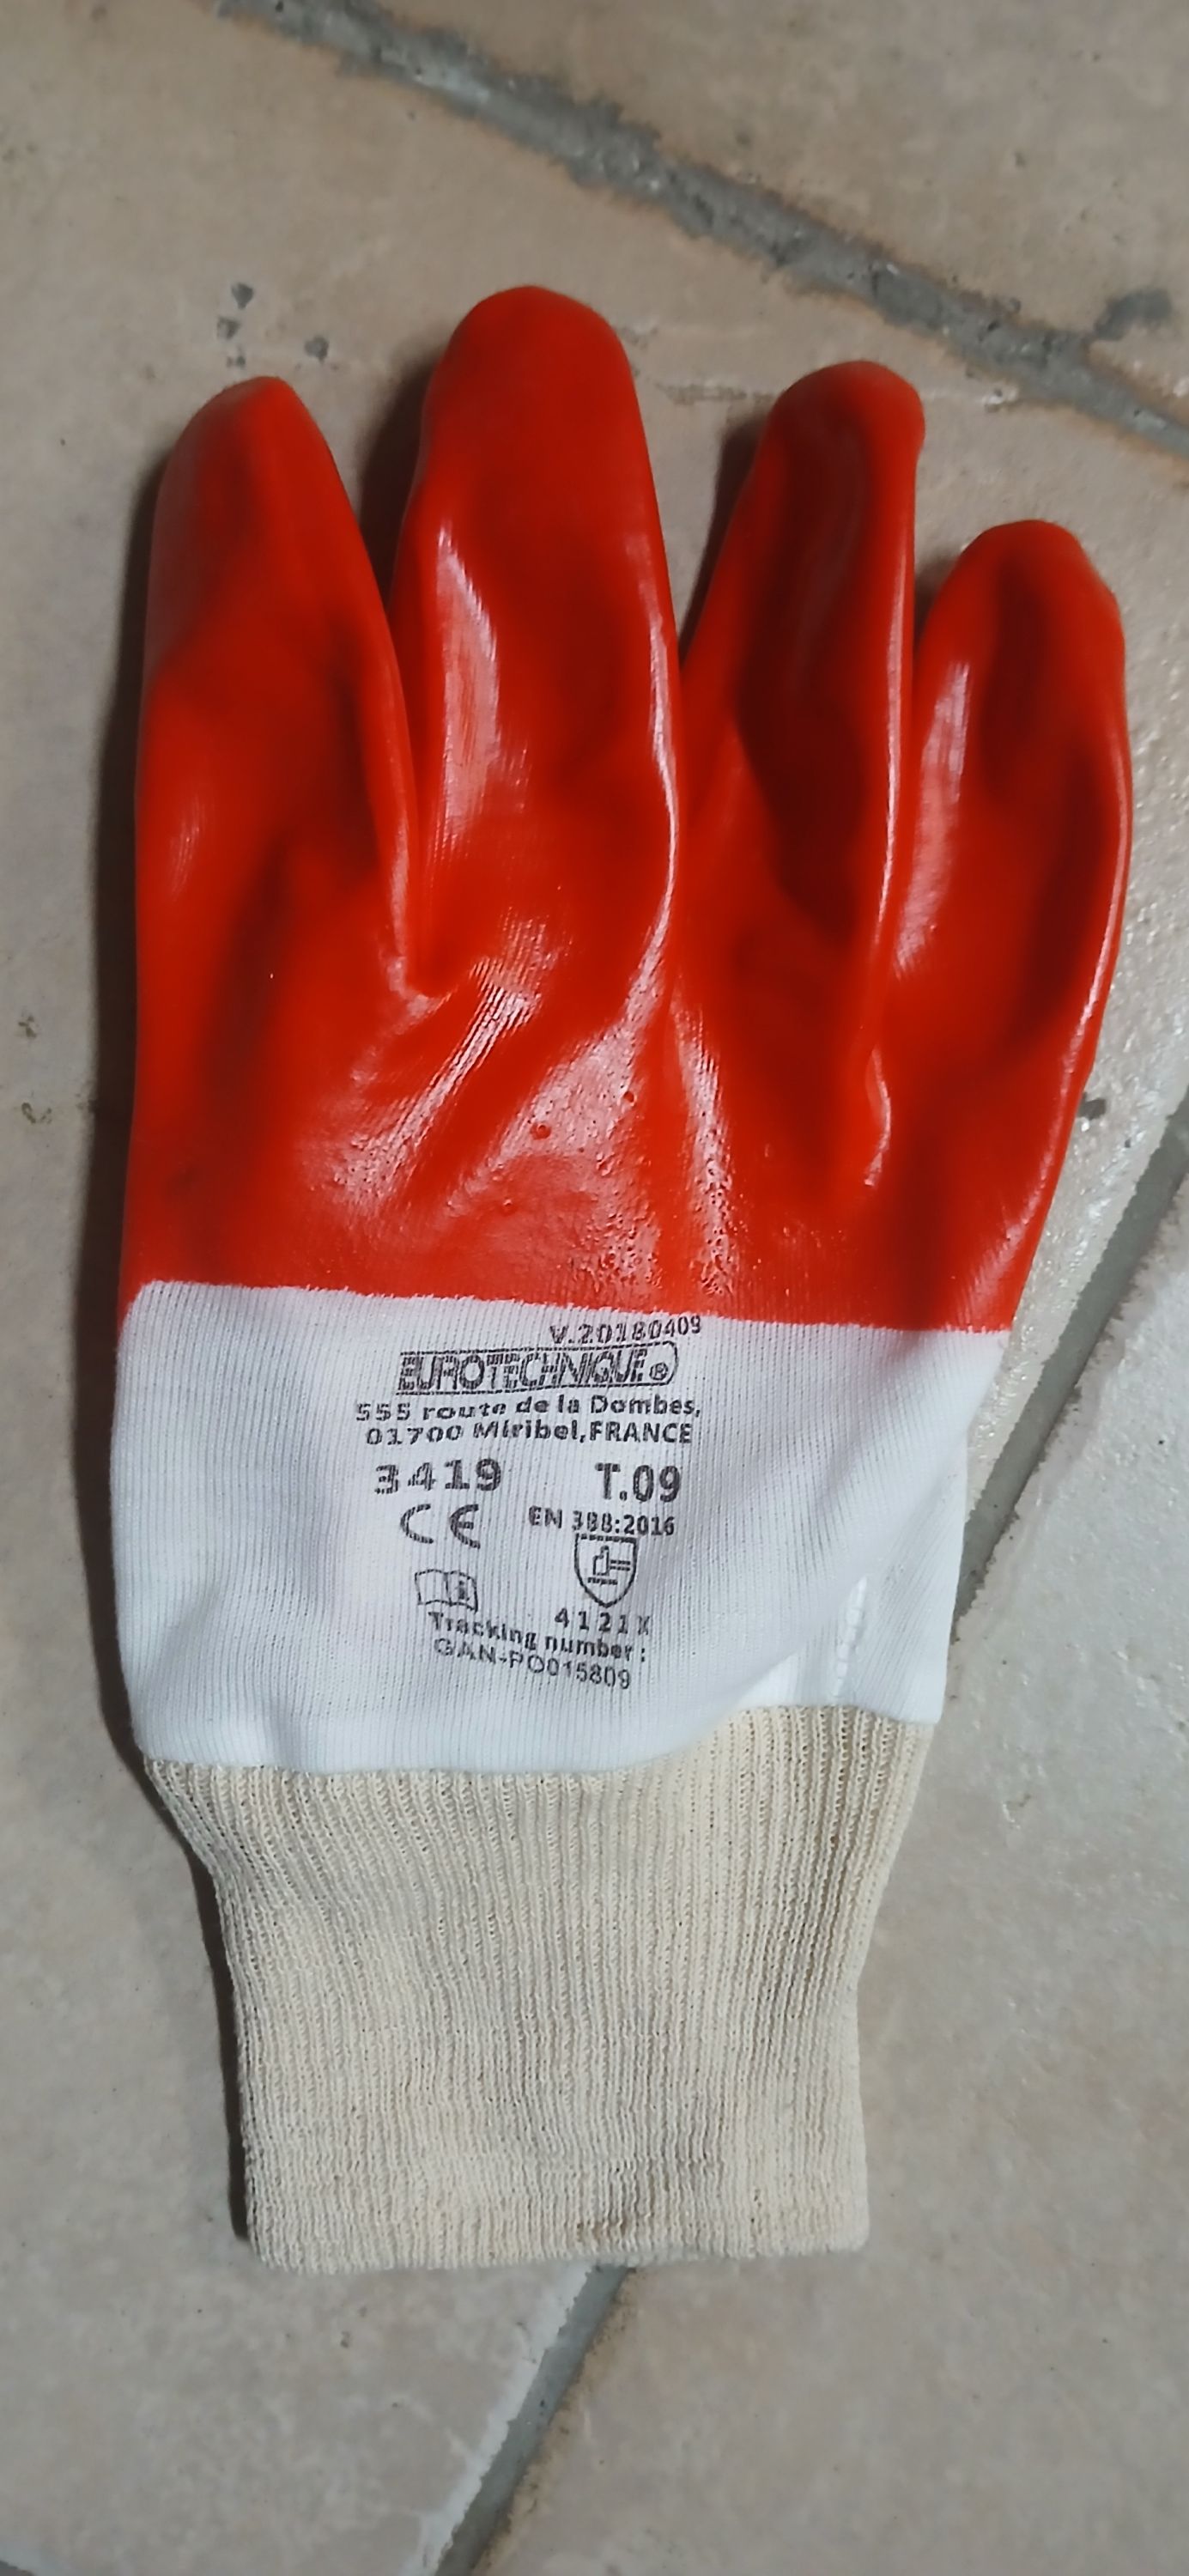 V.20180409
EUROTECHNIQUE®
555 route de la Dombes,
01700 Miribel,FRANCE
3419 T.09
CE EN 388:2016
i
4121X
Tracking number :
GAN-PO015809